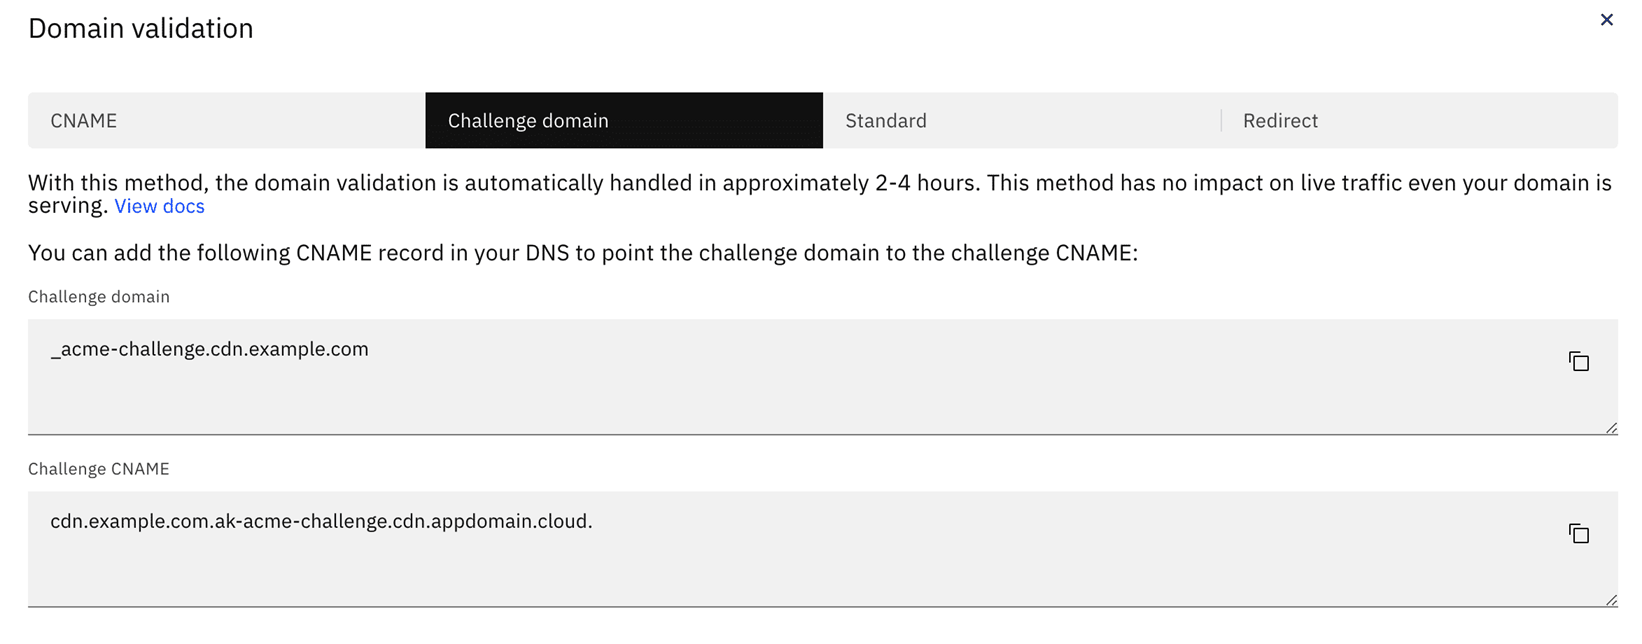 Domain validation
CNAME
Challenge domain
Standard
Redirect
With this method, the domain validation is automatically handled in approximately 2-4 hours. This method has no impact on live traffic even your domain is
serving. View docs
You can add the following CNAME record in your DNS to point the challenge domain to the challenge CNAME:
Challenge domain
_acme-challenge.cdn.example.com
Challenge CNAME
cdn.example.com.ak-acme-challenge.cdn.appdomain.cloud.